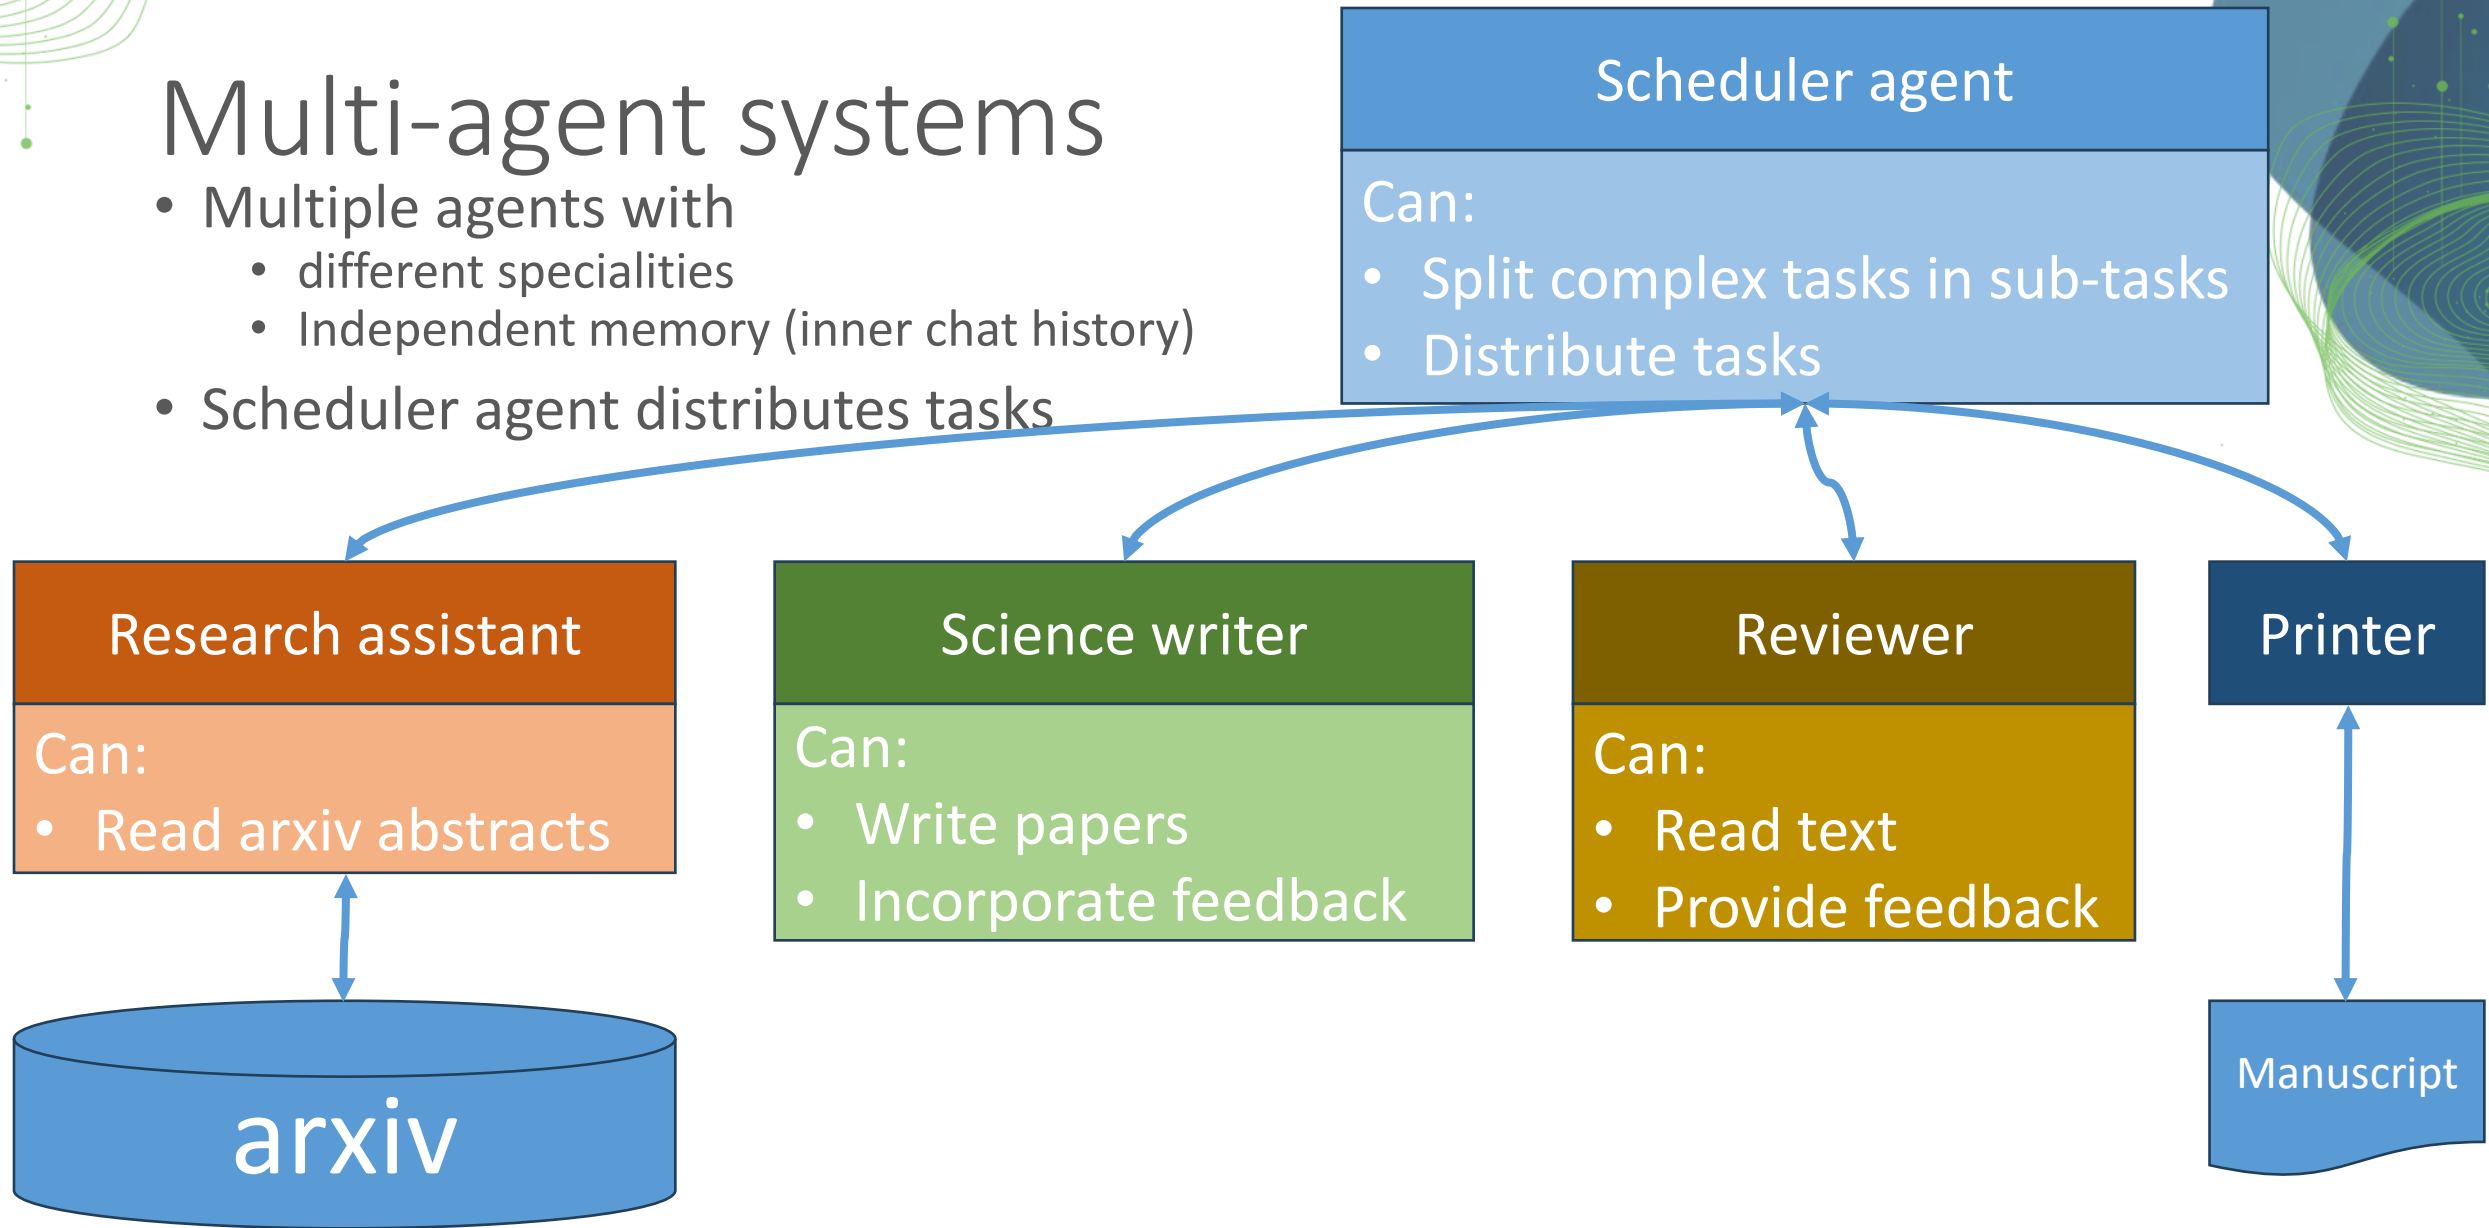 Multi-agent systems
• Multiple agents with
• different specialities
• Independent memory (inner chat history)
• Scheduler agent distributes tasks
Scheduler agent
Can:
• Split complex tasks in sub-tasks
• Distribute tasks
Research assistant
Can:
• Read arxiv abstracts
Science writer
Can:
• Write papers
• Incorporate feedback
Reviewer
Can:
• Read text
• Provide feedback
Printer
arxiv
Manuscript